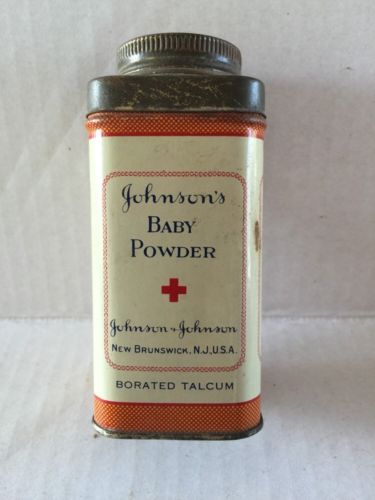 Johnson's
BABY
POWDER
Johnson & Johnson
NEW BRUNSWICK, N.J., U.S.A.
BORATED TALCUM